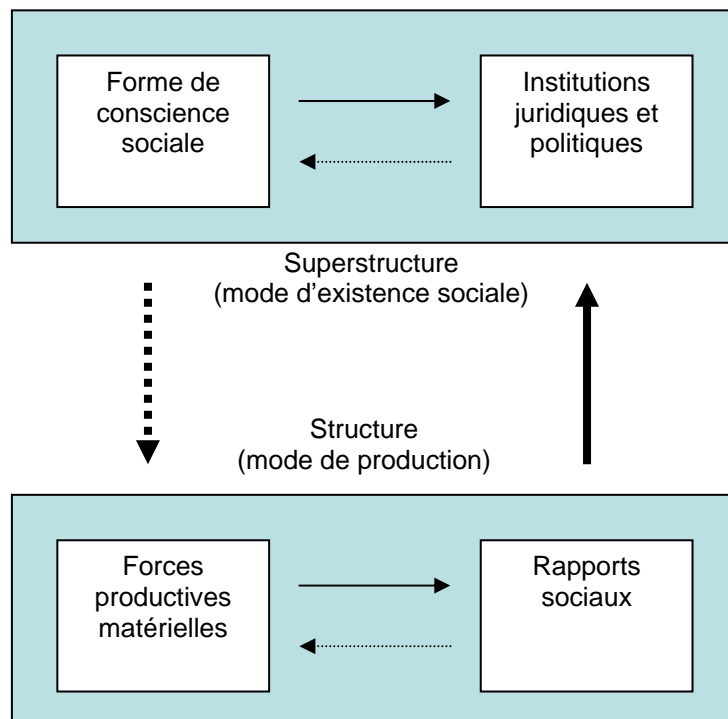 Forme de
conscience
sociale
Institutions
juridiques et
politiques
Superstructure
(mode d'existence sociale)
Structure
(mode de production)
Forces
productives
matérielles
Rapports
sociaux